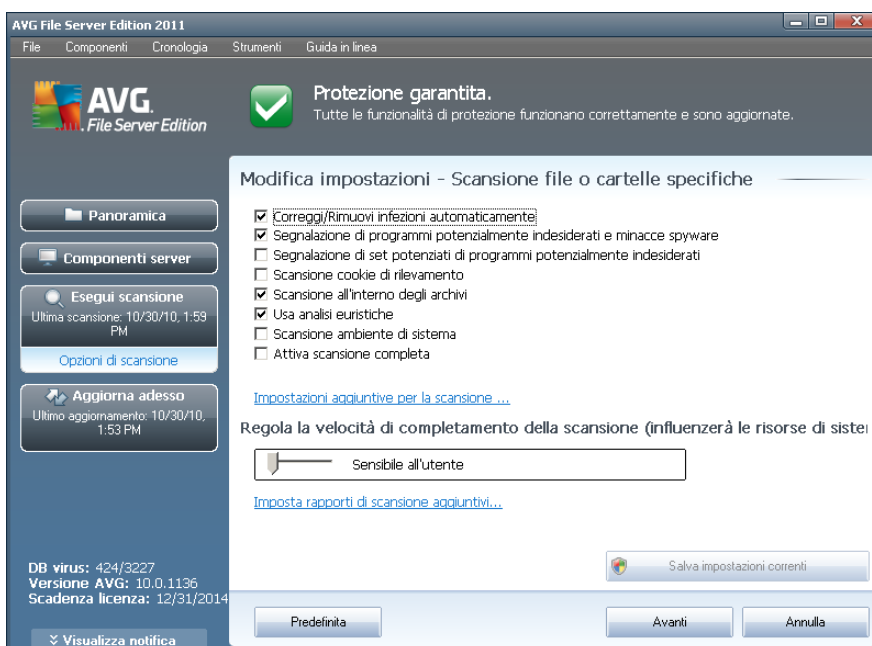 AVG File Server Edition 2011
File Componenti Cronologia Strumenti Guida in linea
AVG.
File Server Edition
Protezione garantita.
Tutte le funzionalità di protezione funzionano correttamente e sono aggiornate.
Panoramica
Componenti server
Esegui scansione
Ultima scansione: 10/30/10, 1:59
PM
Opzioni di scansione
Aggiorna adesso
Ultimo aggiornamento: 10/30/10,
1:53 PM
DB virus: 424/3227
Versione AVG: 10.0.1136
Scadenza licenza: 12/31/2014
Visualizza notifica
Modifica impostazioni - Scansione file o cartelle specifiche
Correggi/Rimuovi infezioni automaticamente
Segnalazione di programmi potenzialmente indesiderati e minacce spyware
Segnalazione di set potenziati di programmi potenzialmente indesiderati
Scansione cookie di rilevamento
Scansione all'interno degli archivi
Usa analisi euristiche
Scansione ambiente di sistema
Attiva scansione completa
Impostazioni aggiuntive per la scansione ...
Regola la velocità di completamento della scansione (influenzerà le risorse di siste
Sensibile all'utente
Imposta rapporti di scansione aggiuntivi...
Salva impostazioni correnti
Predefinita
Avanti
Annulla